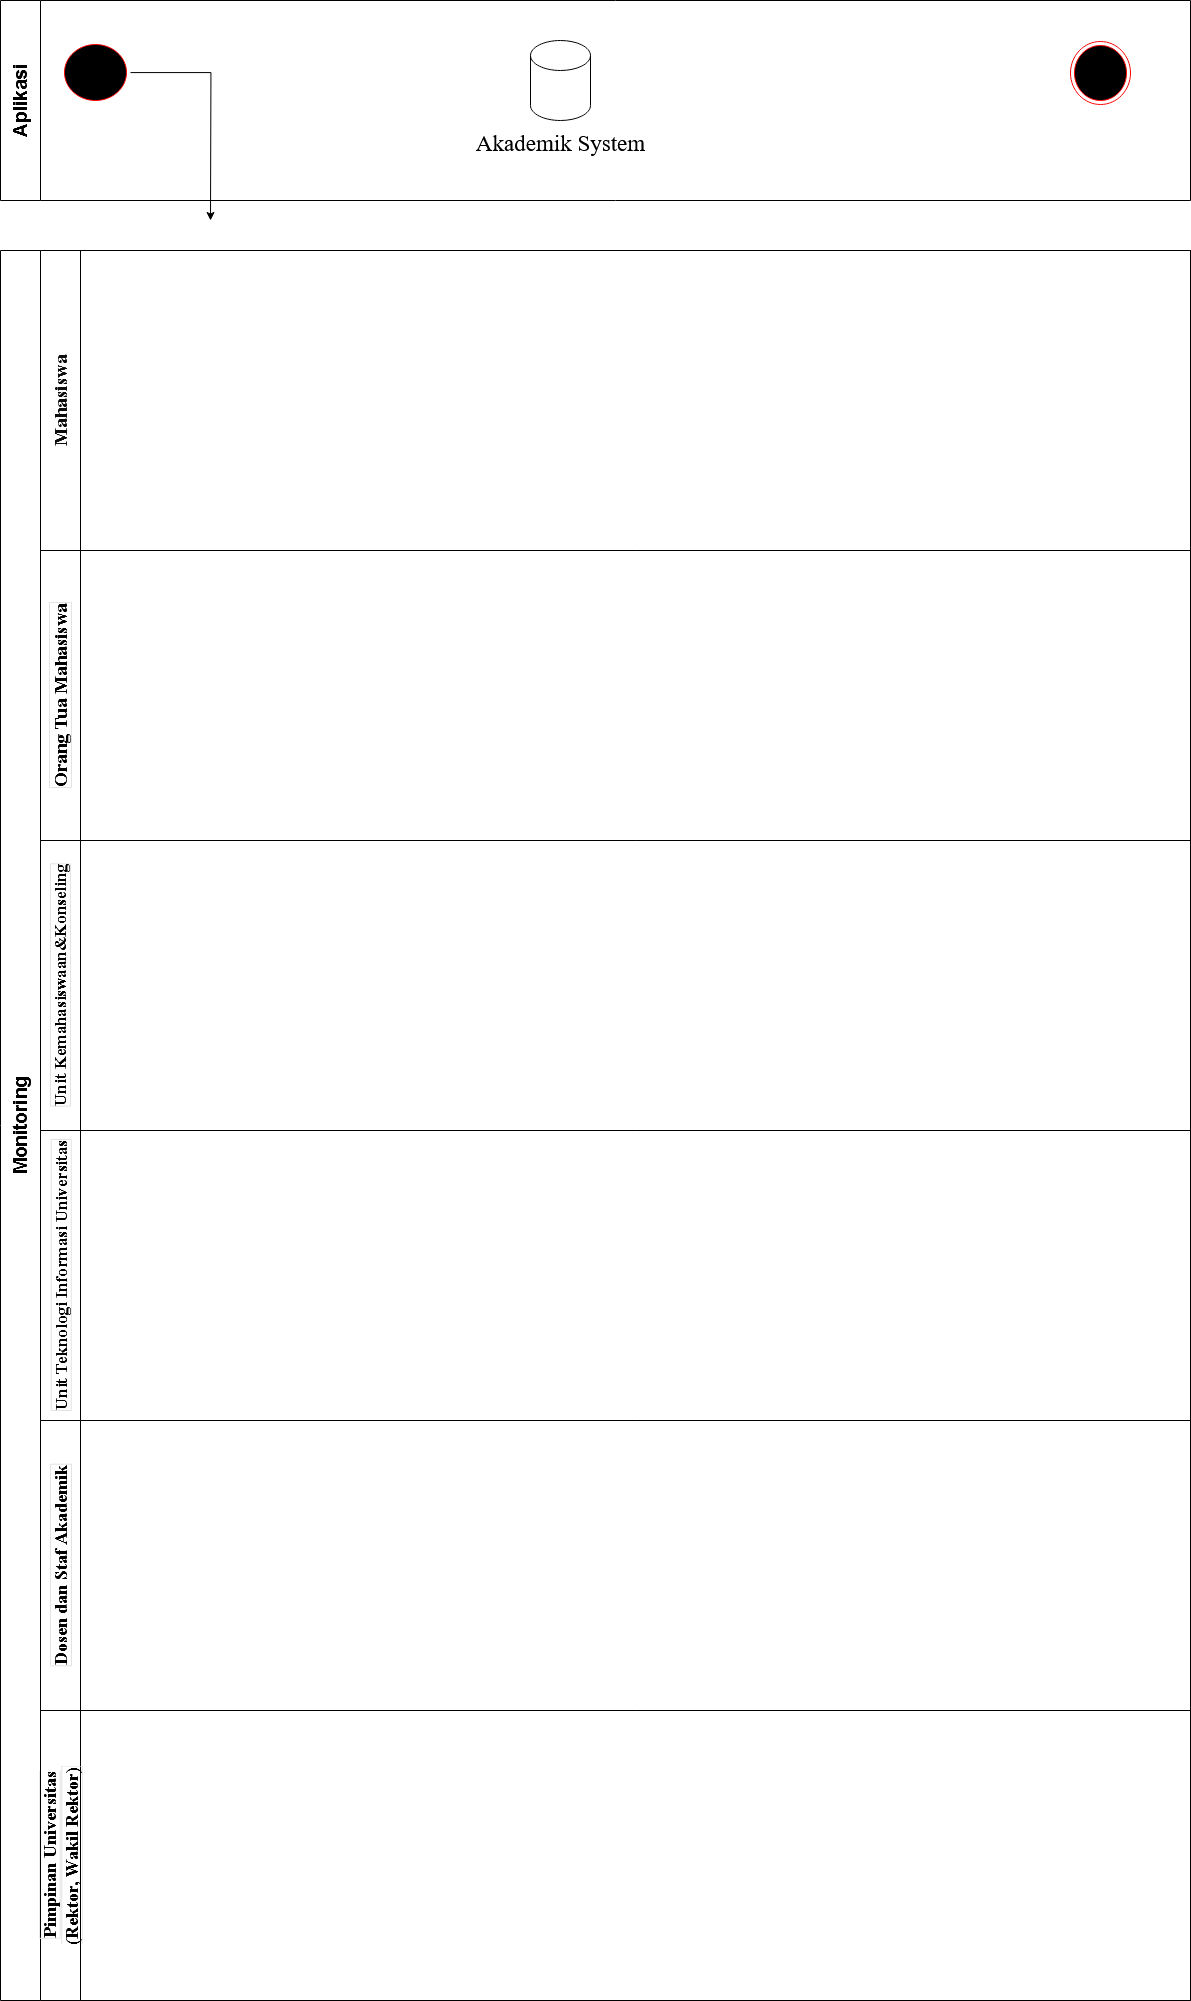 Aplikasi
Akademik System
Monitoring
Mahasiswa
Orang Tua Mahasiswa
Unit Kemahasiswaan&Konseling
Unit Teknologi Informasi Universitas
Dosen dan Staf Akademik
Pimpinan Universitas
(Rektor, Wakil Rektor)